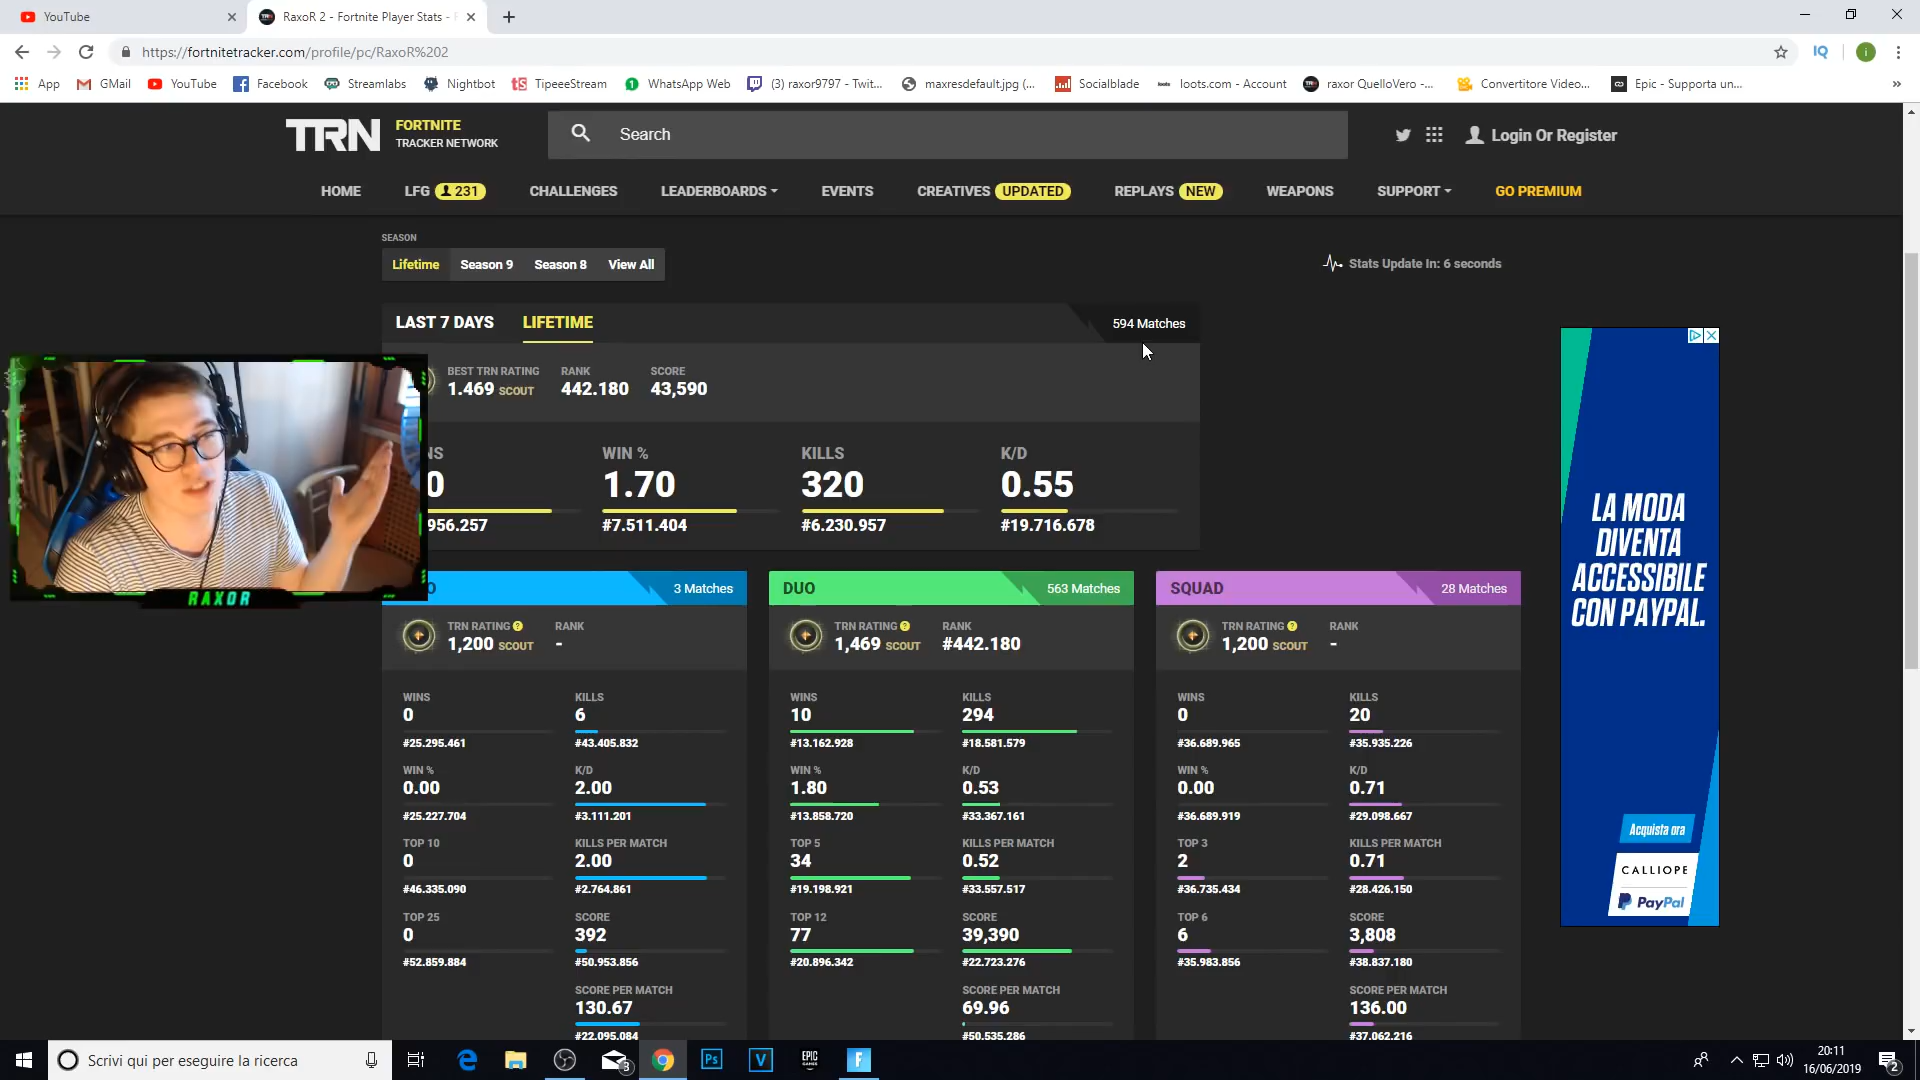 YouTube
RaxoR 2 - Fortnite Player Stats -
https://fortnitetracker.com/profile/pc/RaxoR%202
App GMail YouTube Facebook Streamlabs Nightbot TipeeeStream WhatsApp Web (3) raxor9797 - Twit... maxresdefault.jpg (... Socialblade loots.com - Account raxor QuelloVero -... Convertitore Video... Epic - Supporta un...
TRN FORTNITE TRACKER NETWORK
Search
Login Or Register
HOME LFG 231 CHALLENGES LEADERBOARDS EVENTS CREATIVES UPDATED REPLAYS NEW WEAPONS SUPPORT GO PREMIUM
SEASON
Lifetime Season 9 Season 8 View All
Stats Update In: 6 seconds
LAST 7 DAYS LIFETIME 594 Matches
BEST TRN RATING RANK SCORE
1.469 SCOUT 442.180 43,590
NS WIN % KILLS K/D
0 1.70 320 0.55
956.257 #7.511.404 #6.230.957 #19.716.678
RAXOR
O 3 Matches
TRN RATING ? RANK
1,200 SCOUT -
WINS KILLS
0 6
#25.295.461 #43.405.832
WIN % K/D
0.00 2.00
#25.227.704 #3.111.201
TOP 10 KILLS PER MATCH
0 2.00
#46.335.090 #2.764.861
TOP 25 SCORE
0 392
#52.859.884 #50.953.856
SCORE PER MATCH
130.67
#22.095.084
DUO 563 Matches
TRN RATING ? RANK
1,469 SCOUT #442.180
WINS KILLS
10 294
#13.162.928 #18.581.579
WIN % K/D
1.80 0.53
#13.858.720 #33.367.161
TOP 5 KILLS PER MATCH
34 0.52
#19.198.921 #33.557.517
TOP 12 SCORE
77 39,390
#20.896.342 #22.723.276
SCORE PER MATCH
69.96
#50.535.286
SQUAD 28 Matches
TRN RATING ? RANK
1,200 SCOUT -
WINS KILLS
0 20
#36.689.965 #35.935.226
WIN % K/D
0.00 0.71
#36.689.919 #29.098.667
TOP 3 KILLS PER MATCH
2 0.71
#36.735.434 #28.426.150
TOP 6 SCORE
6 3,808
#35.983.856 #38.837.180
SCORE PER MATCH
136.00
#37.062.216
LA MODA
DIVENTA
ACCESSIBILE
CON PAYPAL.
Acquista ora
CALLIOPE
PayPal
Scrivi qui per eseguire la ricerca
3
Ps
V
EPIC GAMES
F
20:11
16/06/2019
2